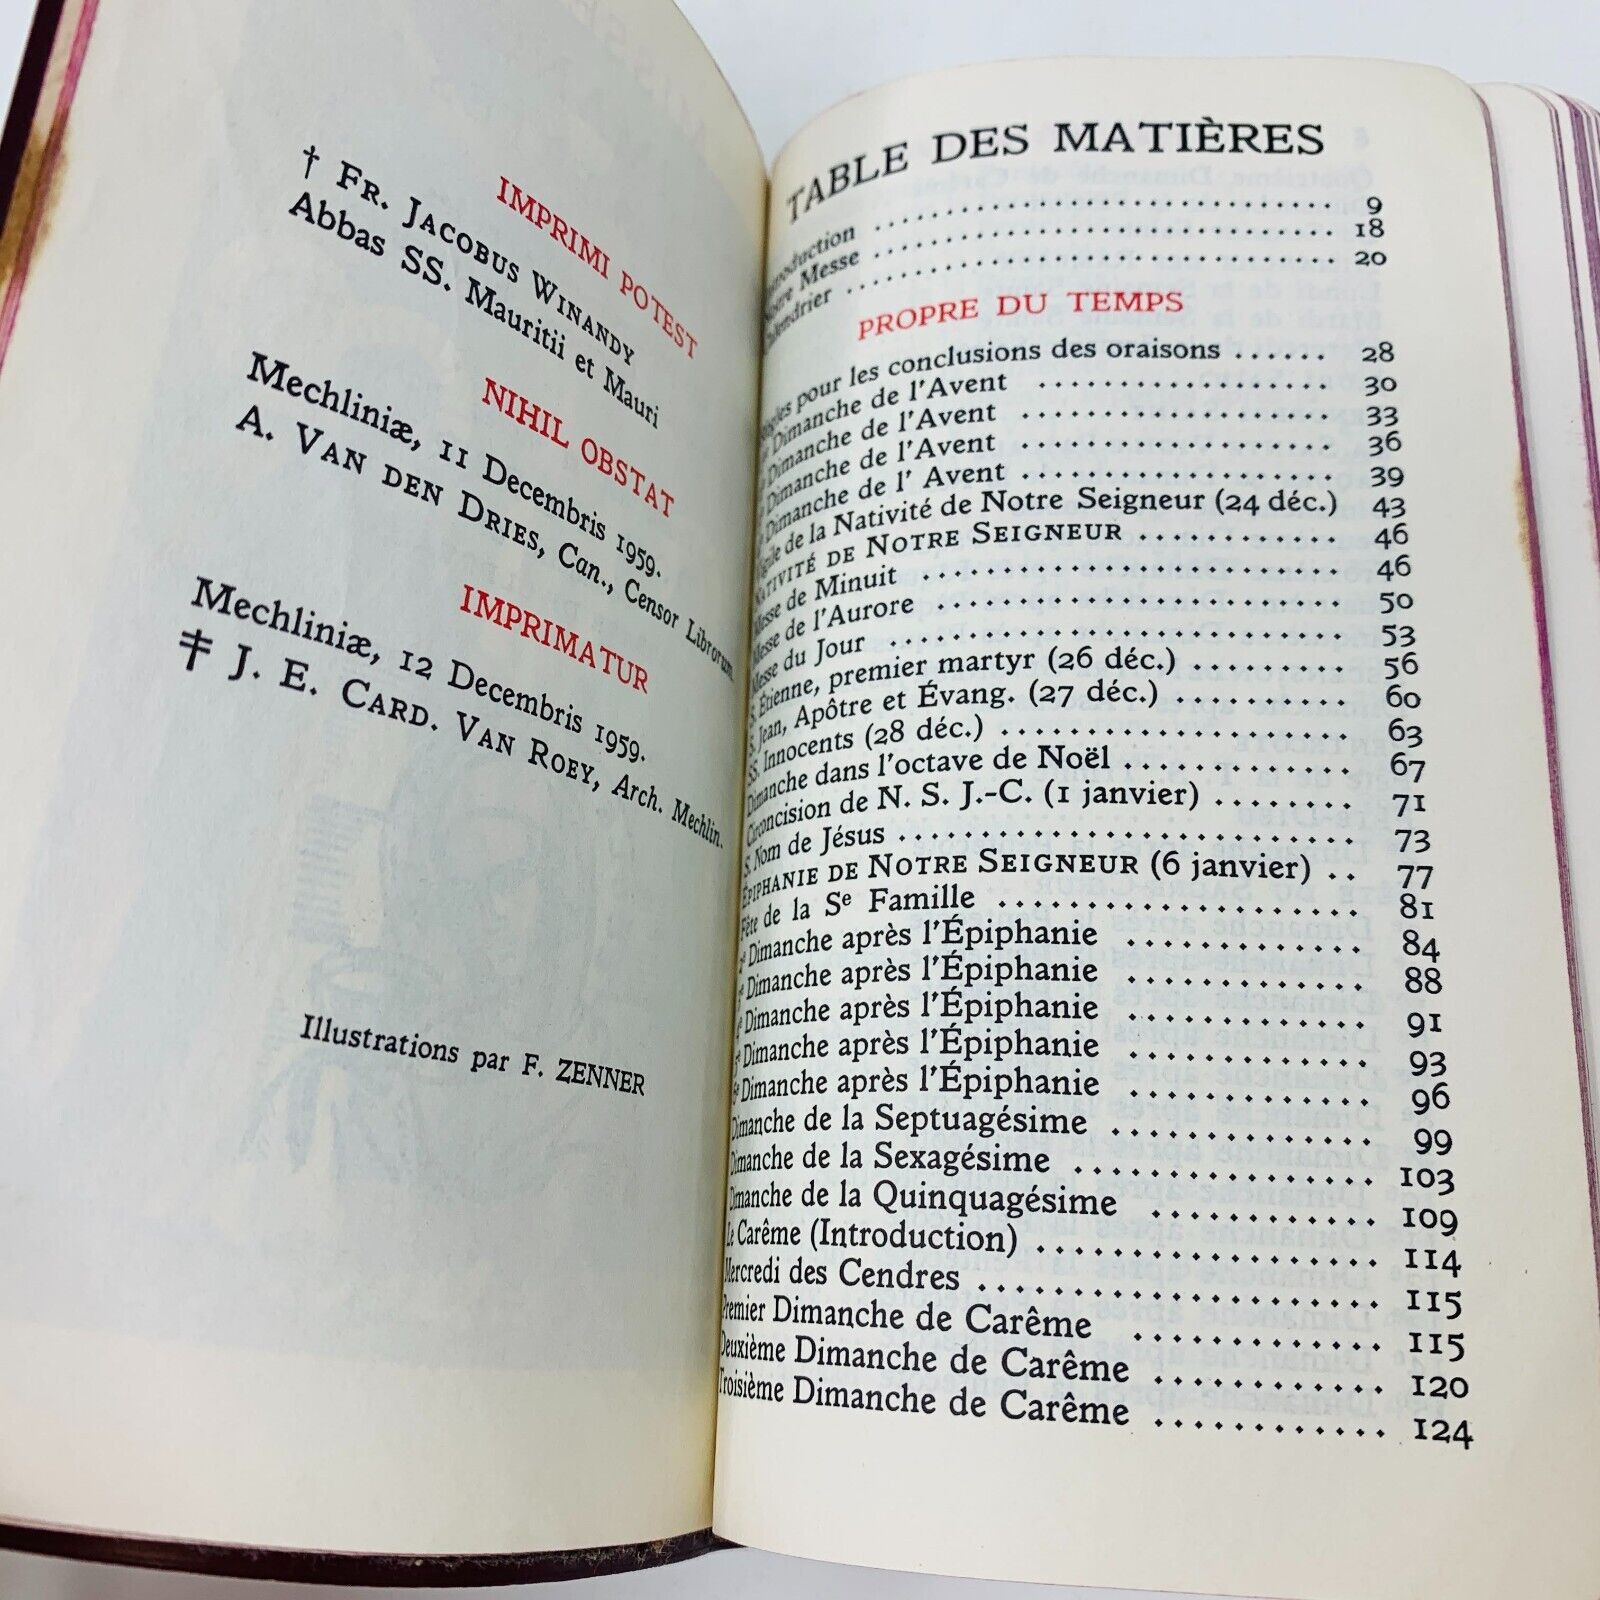 IMPRIMI POTEST
† FR. JACOBUS WINANDY
Abbas SS. Mauritii et Mauri
NIHIL OBSTAT
Mechliniæ, 11 Decembris 1959.
A. VAN DEN DRIES, Can., Censor Librorum.
IMPRIMATUR
Mechliniæ, 12 Decembris 1959.
‡ J. E. CARD. VAN ROEY, Arch. Mechlin.
Illustrations par F. ZENNER
TABLE DES MATIÈRES
Introduction 9
Notre Messe 18
Calendrier 20
PROPRE DU TEMPS
Règles pour les conclusions des oraisons 28
Dimanche de l'Avent 30
Dimanche de l'Avent 33
Dimanche de l'Avent 36
Dimanche de l' Avent 39
Vigile de la Nativité de Notre Seigneur (24 déc.) 43
NATIVITÉ DE NOTRE SEIGNEUR 46
Messe de Minuit 46
Messe de l'Aurore 50
Messe du Jour 53
S. Étienne, premier martyr (26 déc.) 56
S. Jean, Apôtre et Évang. (27 déc.) 60
SS. Innocents (28 déc.) 63
Dimanche dans l'octave de Noël 67
Circoncision de N. S. J.-C. (1 janvier) 71
S. Nom de Jésus 73
ÉPIPHANIE DE NOTRE SEIGNEUR (6 janvier) 77
Fête de la Se Famille 81
2e Dimanche après l'Épiphanie 84
Dimanche après l'Épiphanie 88
Dimanche après l'Épiphanie 91
Dimanche après l'Épiphanie 93
Dimanche après l'Épiphanie 96
Dimanche de la Septuagésime 99
Dimanche de la Sexagésime 103
Dimanche de la Quinquagésime 109
Le Carême (Introduction) 114
Mercredi des Cendres 115
Premier Dimanche de Carême 115
Deuxième Dimanche de Carême 120
Troisième Dimanche de Carême 124